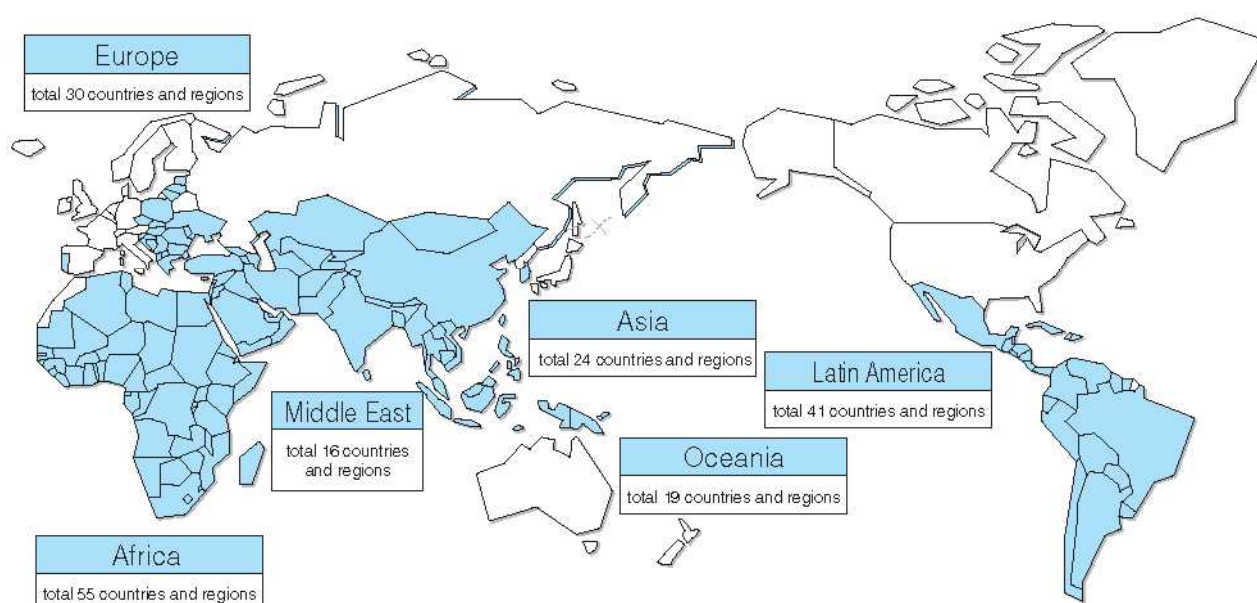 Europe
total 30 countries and regions
Asia
total 24 countries and regions
Latin America
total 41 countries and regions
Middle East
total 16 countries
and regions
Oceania
total 19 countries and regions
Africa
total 55 countries and regions